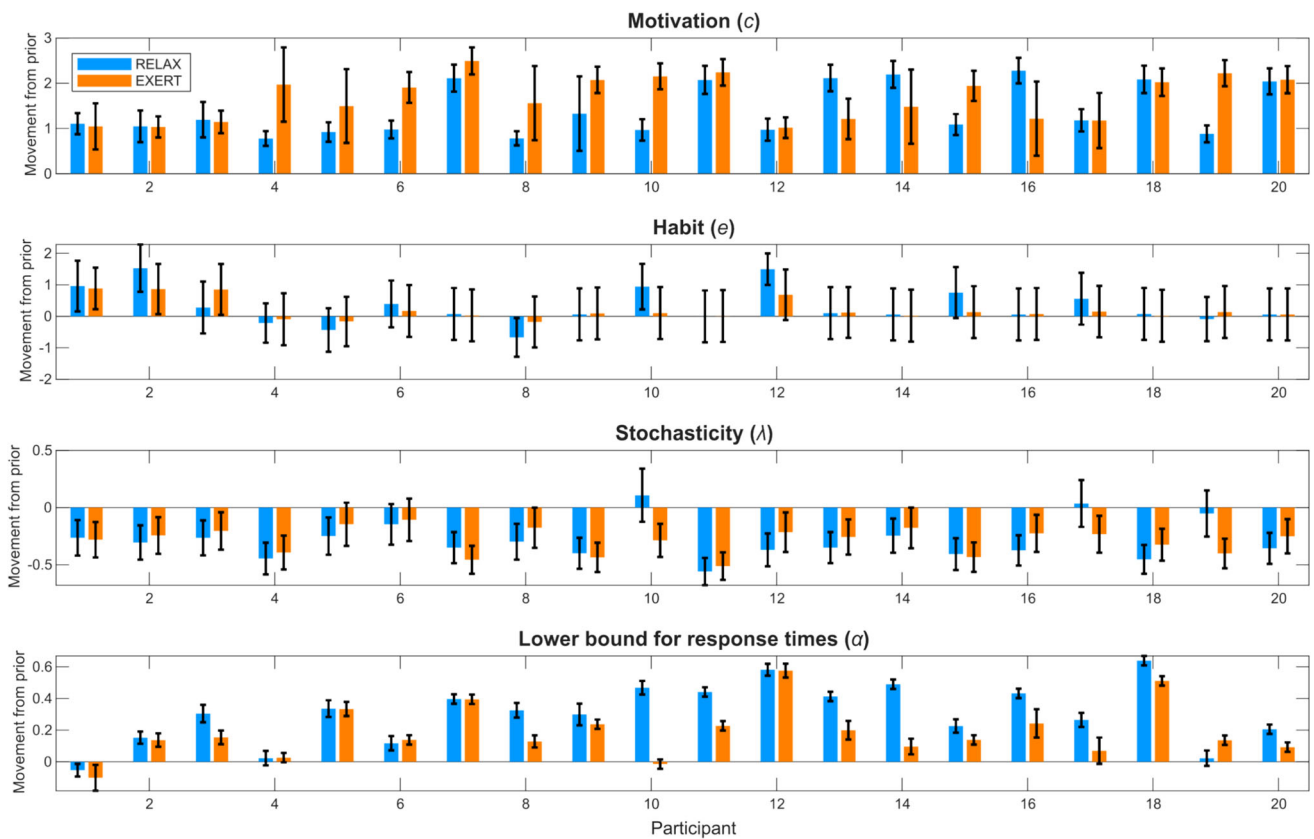 Motivation (c)
Movement from prior
3
2
1
0
RELAX
EXERT
2 4 6 8 10 12 14 16 18 20
Habit (e)
Movement from prior
2
1
0
-1
-2
2 4 6 8 10 12 14 16 18 20
Stochasticity (λ)
Movement from prior
0.5
0
-0.5
2 4 6 8 10 12 14 16 18 20
Lower bound for response times (α)
Movement from prior
0.6
0.4
0.2
0
2 4 6 8 10 12 14 16 18 20
Participant